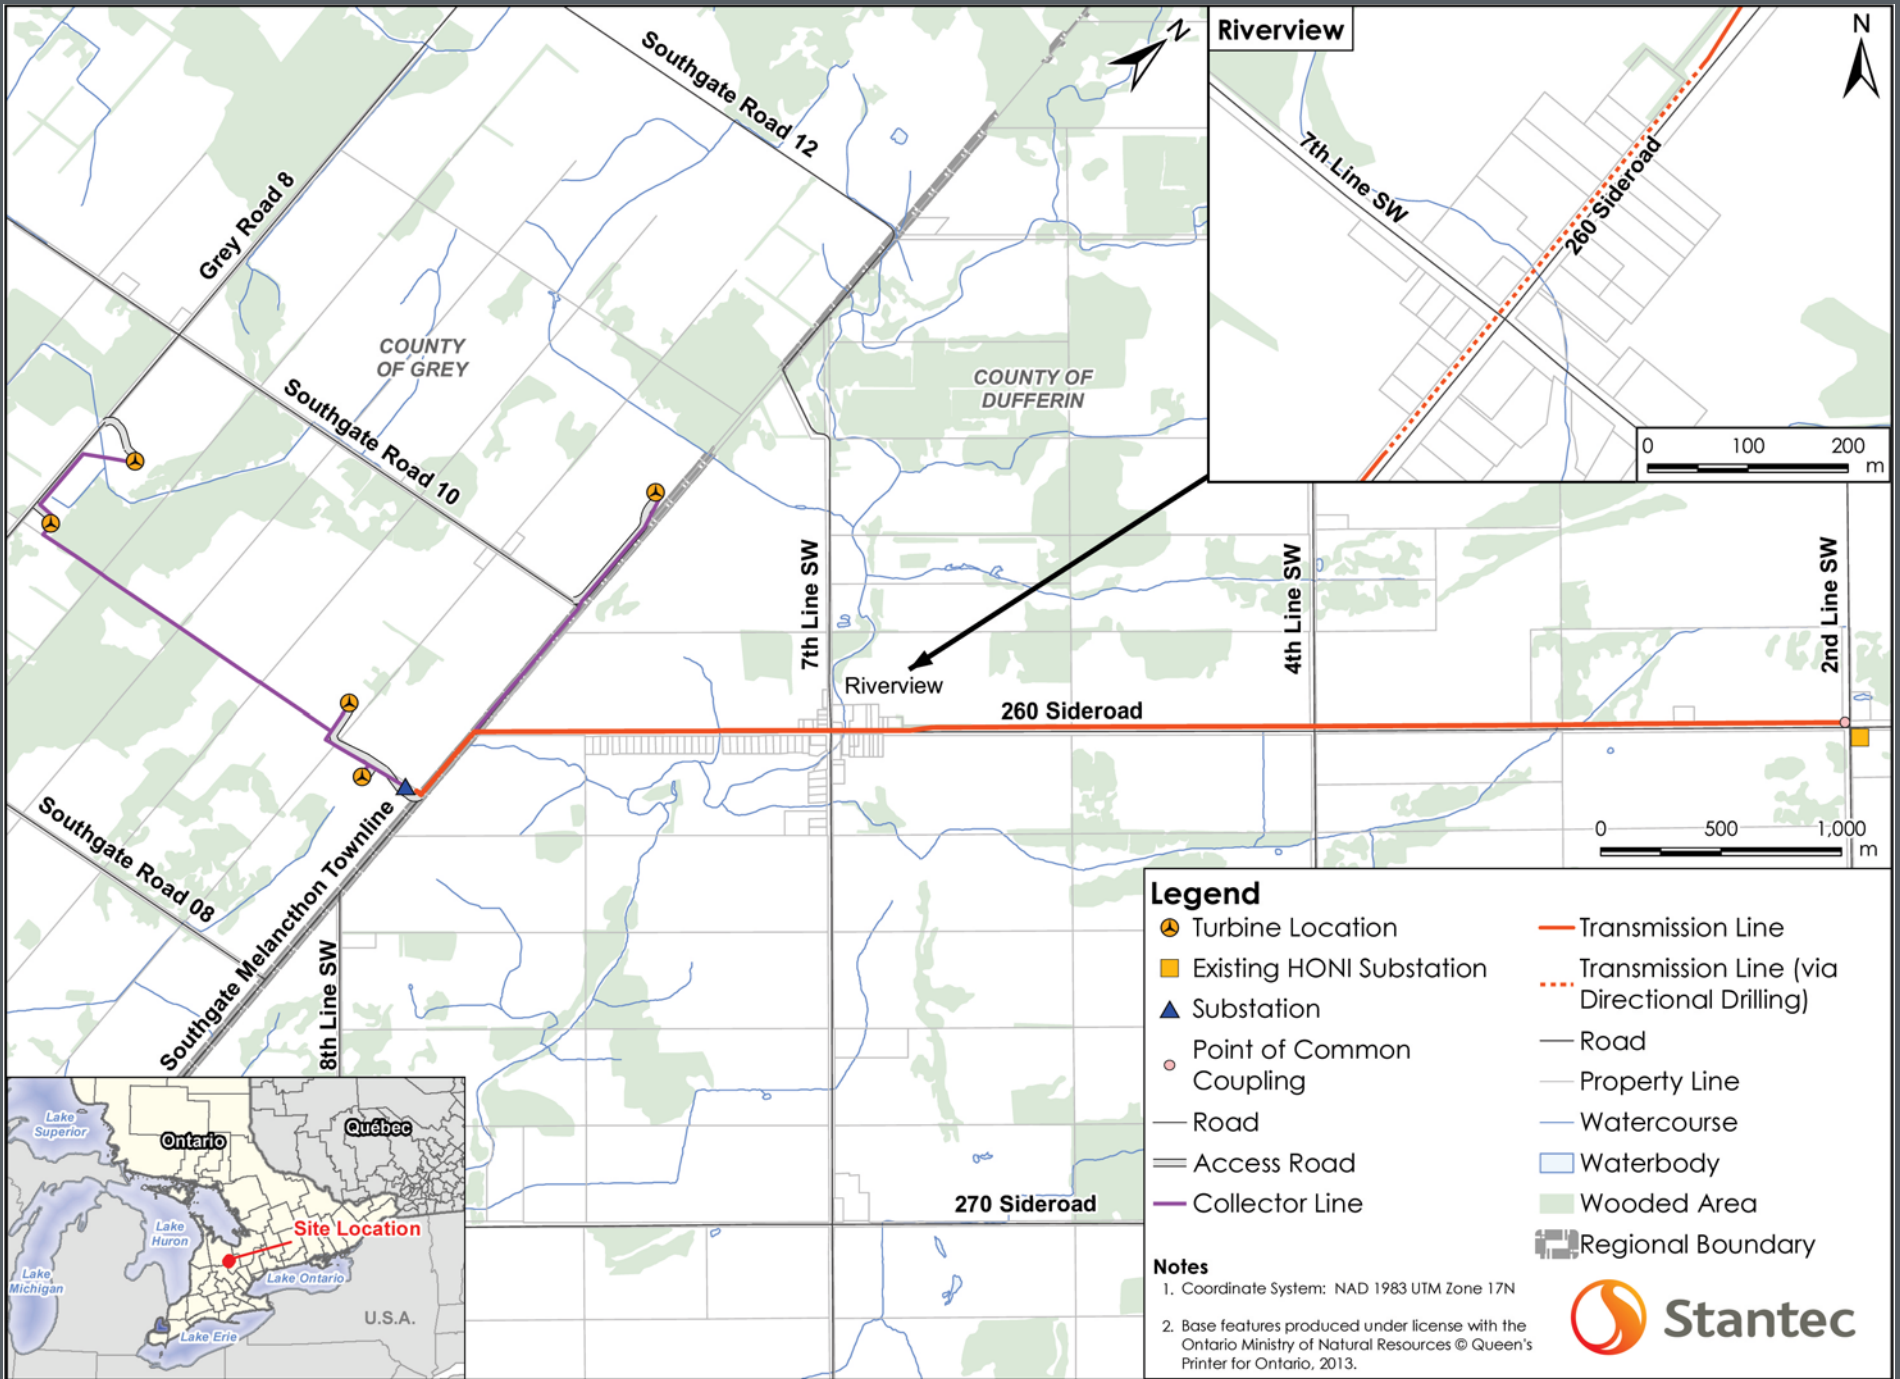 Southgate Road 12
N
Riverview
N
7th Line SW
260 Sideroad
0 100 200
m
Grey Road 8
COUNTY
OF GREY
COUNTY OF
DUFFERIN
Southgate Road 10
7th Line SW
4th Line SW
2nd Line SW
Riverview
260 Sideroad
0 500 1,000
m
Southgate Road 08
Southgate Melancthon Townline
8th Line SW
270 Sideroad
Lake
Superior
Ontario
Québec
Lake
Huron
Site Location
Lake
Michigan
Lake Ontario
U.S.A.
Lake Erie
Legend
Turbine Location
Existing HONI Substation
Substation
Point of Common
Coupling
Road
Access Road
Collector Line
Transmission Line
Transmission Line (via
Directional Drilling)
Road
Property Line
Watercourse
Waterbody
Wooded Area
Regional Boundary
Notes
1. Coordinate System: NAD 1983 UTM Zone 17N
2. Base features produced under license with the
Ontario Ministry of Natural Resources © Queen's
Printer for Ontario, 2013.
Stantec